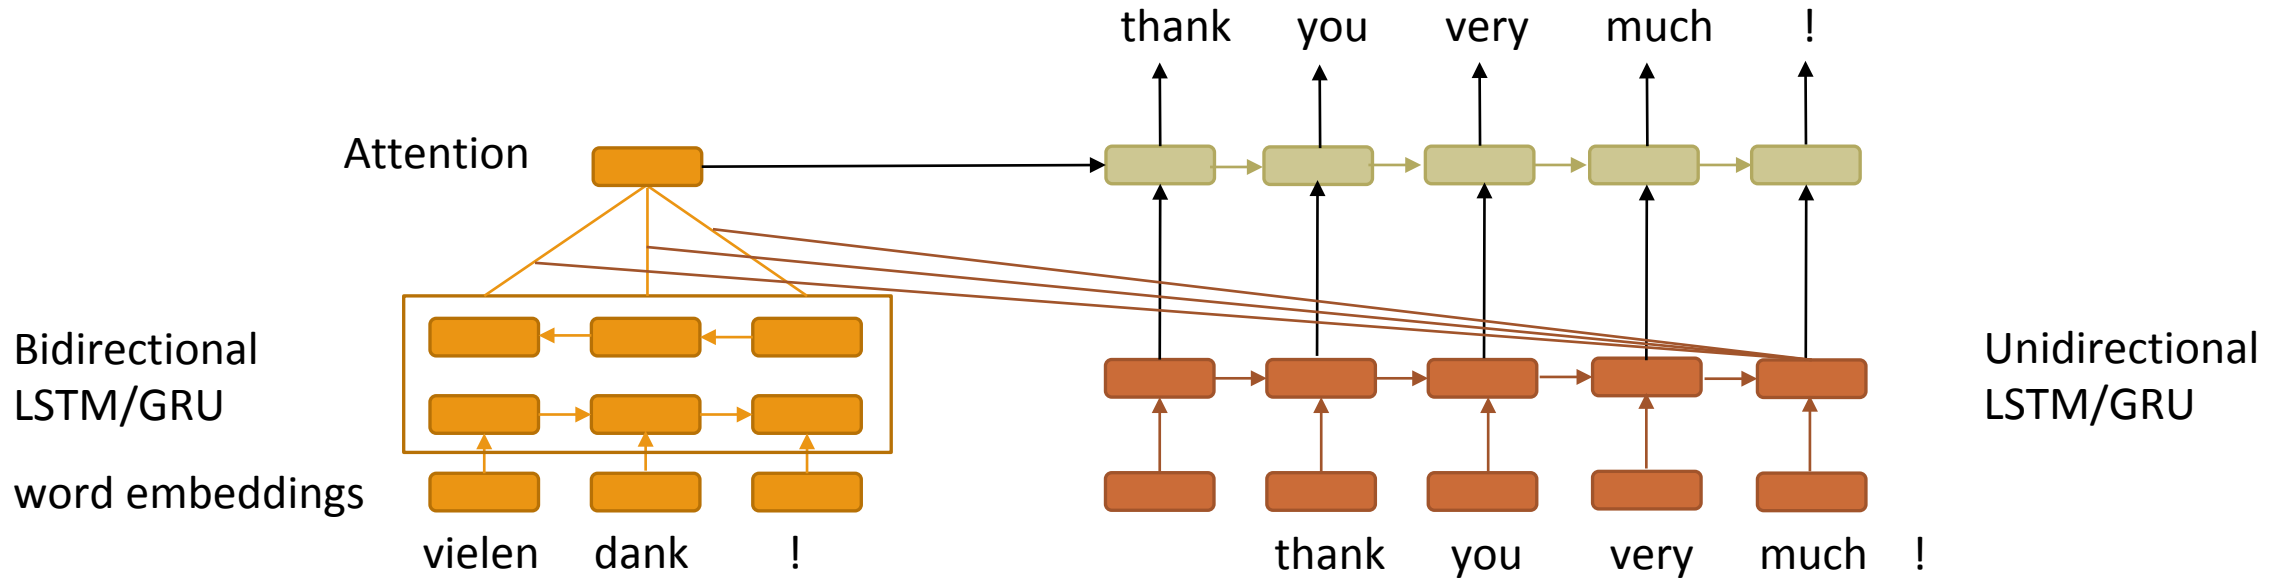 thank you very much !
Attention
Bidirectional
LSTM/GRU
Unidirectional
LSTM/GRU
word embeddings
vielen dank !
thank you very much !